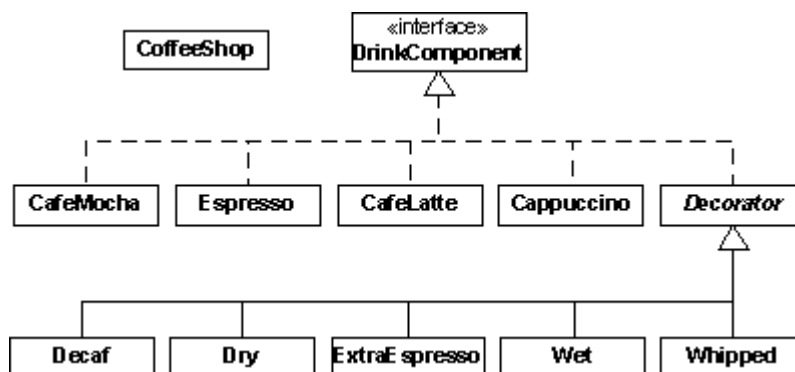 «interface»
CoffeeShop
DrinkComponent
CafeMocha
Espresso
CafeLatte
Cappuccino
Decorator
Decaf
Dry
ExtraEspresso
Wet
Whipped